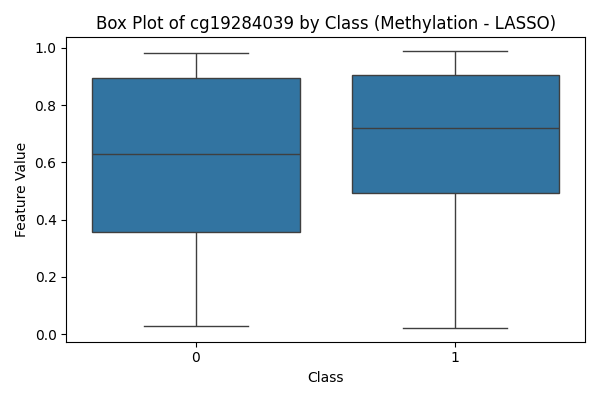 Box Plot of cg19284039 by Class (Methylation - LASSO)
1.0
0.8
0.6
0.4
0.2
0.0
Feature Value
0 1
Class